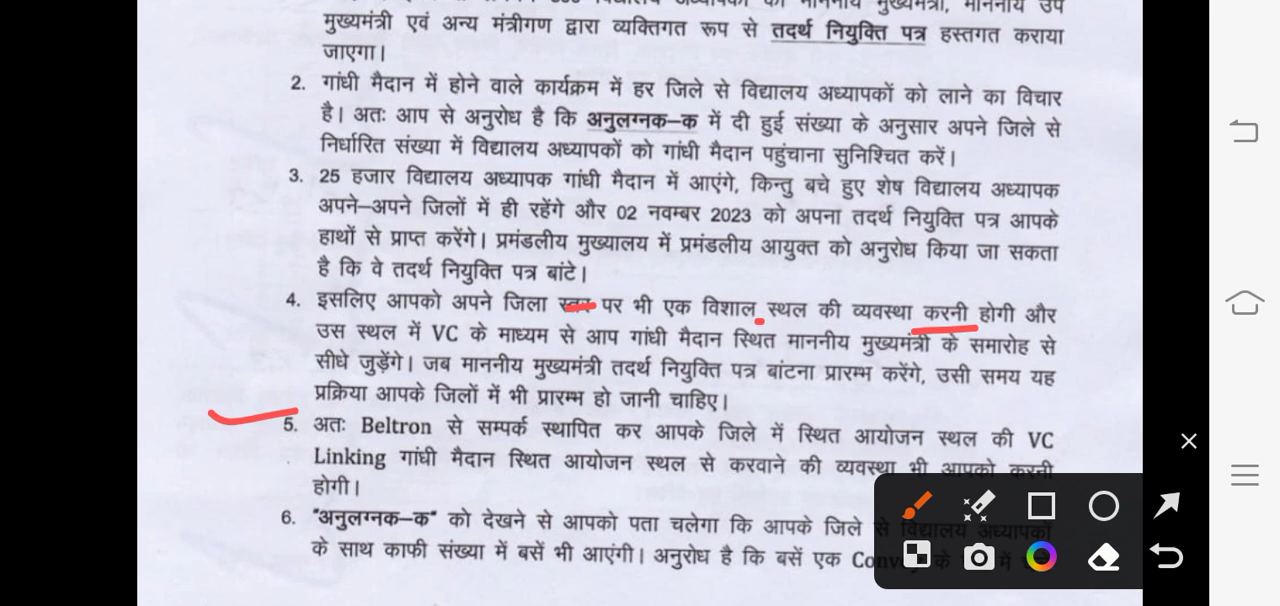 मुख्यमंत्री एवं अन्य मंत्रीगण द्वारा व्यक्तिगत रूप से तदर्थ नियुक्ति पत्र हस्तगत कराया
जाएगा।
2. गांधी मैदान में होने वाले कार्यक्रम में हर जिले से विद्यालय अध्यापकों को लाने का विचार
है। अतः आप से अनुरोध है कि अनुलग्नक–क में दी हुई संख्या के अनुसार अपने जिले से
निर्धारित संख्या में विद्यालय अध्यापकों को गांधी मैदान पहुंचाना सुनिश्चित करें।
3. 25 हजार विद्यालय अध्यापक गांधी मैदान में आएंगे, किन्तु बचे हुए शेष विद्यालय अध्यापक
अपने–अपने जिलों में ही रहेंगे और 02 नवम्बर 2023 को अपना तदर्थ नियुक्ति पत्र आपके
हाथों से प्राप्त करेंगे। प्रमंडलीय मुख्यालय में प्रमंडलीय आयुक्त को अनुरोध किया जा सकता
है कि वे तदर्थ नियुक्ति पत्र बांटे।
4. इसलिए आपको अपने जिला स्तर पर भी एक विशाल स्थल की व्यवस्था करनी होगी और
उस स्थल में VC के माध्यम से आप गांधी मैदान स्थित माननीय मुख्यमंत्री के समारोह से
सीधे जुड़ेंगे। जब माननीय मुख्यमंत्री तदर्थ नियुक्ति पत्र बांटना प्रारम्भ करेंगे, उसी समय यह
प्रक्रिया आपके जिलों में भी प्रारम्भ हो जानी चाहिए।
5. अतः Beltron से सम्पर्क स्थापित कर आपके जिले में स्थित आयोजन स्थल की VC
Linking गांधी मैदान स्थित आयोजन स्थल से करवाने की व्यवस्था भी आपको करनी
होगी।
6. "अनुलग्नक–क" को देखने से आपको पता चलेगा कि आपके जिले से विद्यालय अध्यापकों
के साथ काफी संख्या में बसें भी आएंगी। अनुरोध है कि बसें एक